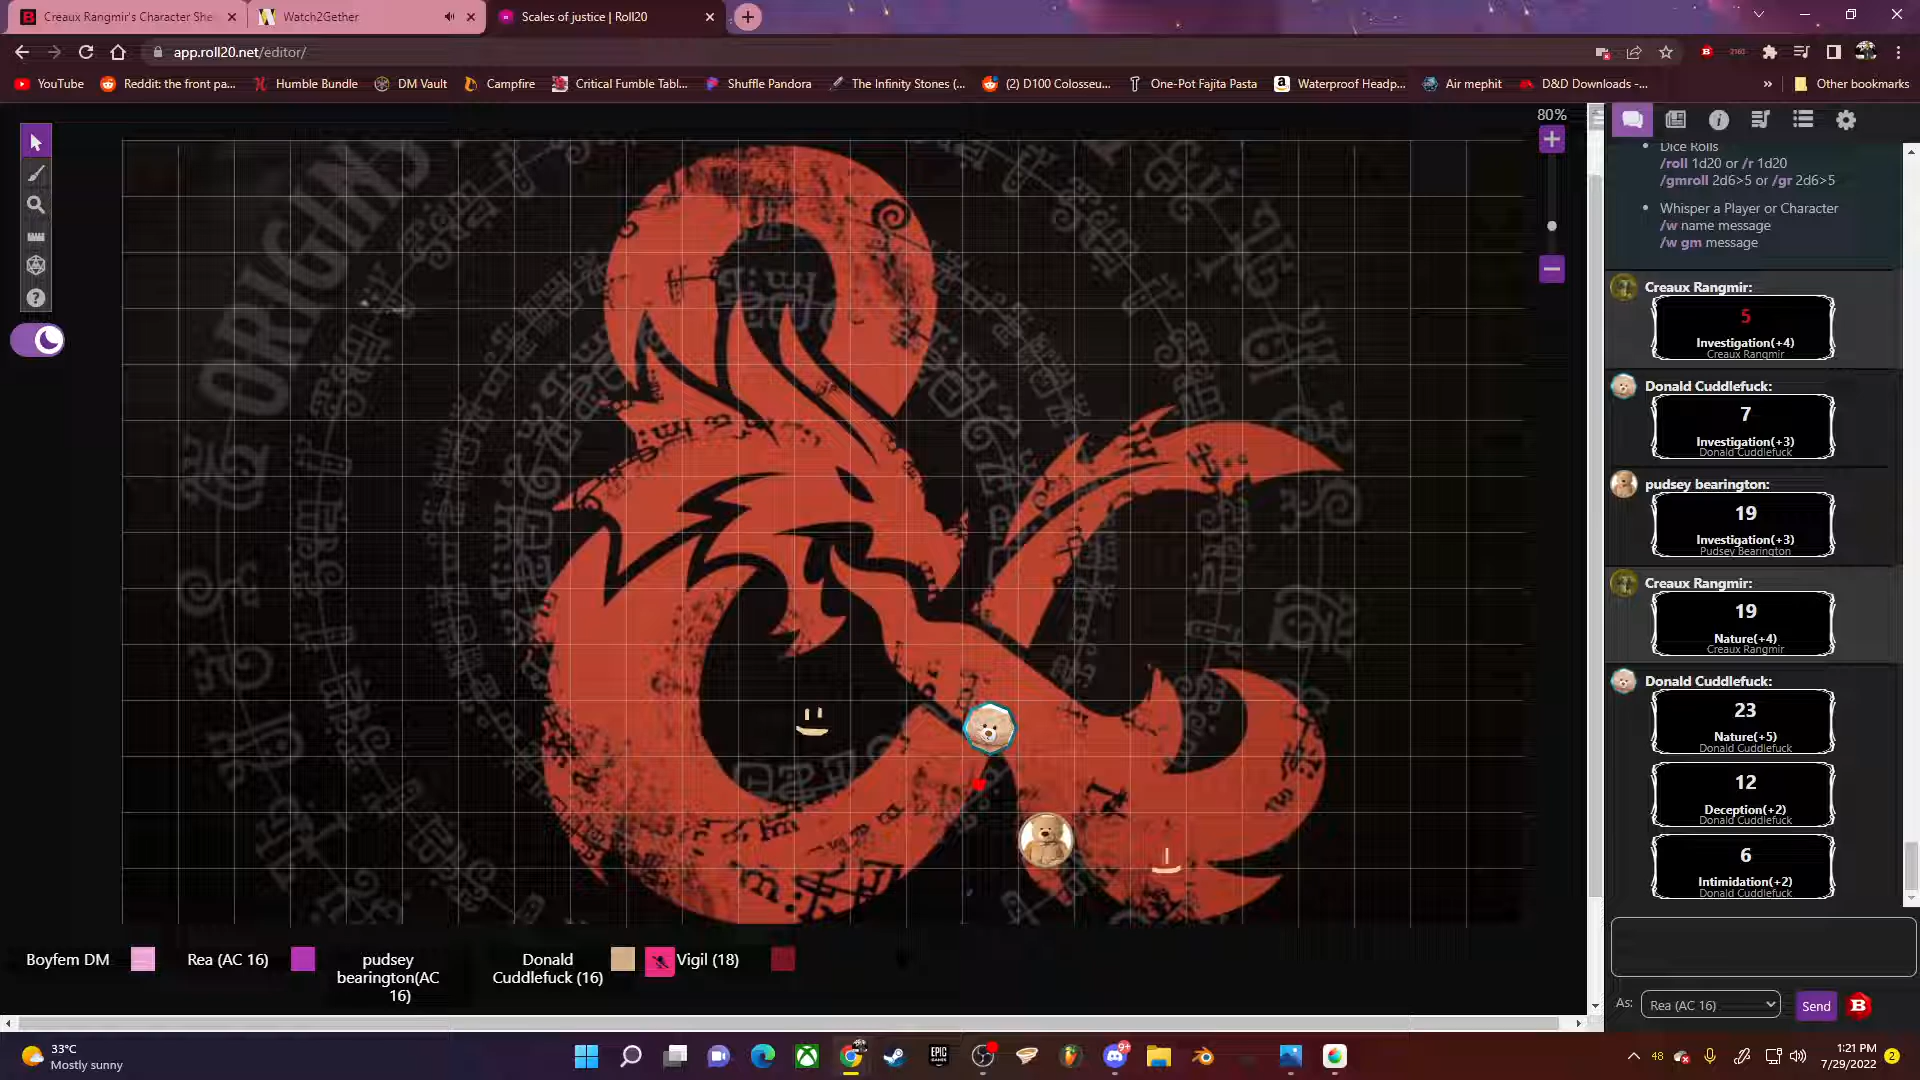 Creaux Rangmir's Character She
Watch2Gether
Scales of justice | Roll20
app.roll20.net/editor/
YouTube
Reddit: the front pa...
Humble Bundle
DM Vault
Campfire
Critical Fumble Tabl...
Shuffle Pandora
The Infinity Stones (...
(2) D100 Colosseu...
One-Pot Fajita Pasta
Waterproof Headp...
Air mephit
D&D Downloads -...
»
Other bookmarks
ORIGINS
80%
Dice Rolls
/roll 1d20 or /r 1d20
/gmroll 2d6>5 or /gr 2d6>5
Whisper a Player or Character
/w name message
/w gm message
Creaux Rangmir:
5
Investigation(+4)
Creaux Rangmir
Donald Cuddlefuck:
7
Investigation(+3)
Donald Cuddlefuck
pudsey bearington:
19
Investigation(+3)
Pudsey Bearington
Creaux Rangmir:
19
Nature(+4)
Creaux Rangmir
Donald Cuddlefuck:
23
Nature(+5)
Donald Cuddlefuck
12
Deception(+2)
Donald Cuddlefuck
6
Intimidation(+2)
Donald Cuddlefuck
Boyfem DM
Rea (AC 16)
pudsey
bearington(AC
16)
Donald
Cuddlefuck (16)
Vigil (18)
As:
Rea (AC 16)
Send
33°C
Mostly sunny
EPIC
GAMES
9+
48
1:21 PM
7/29/2022
2